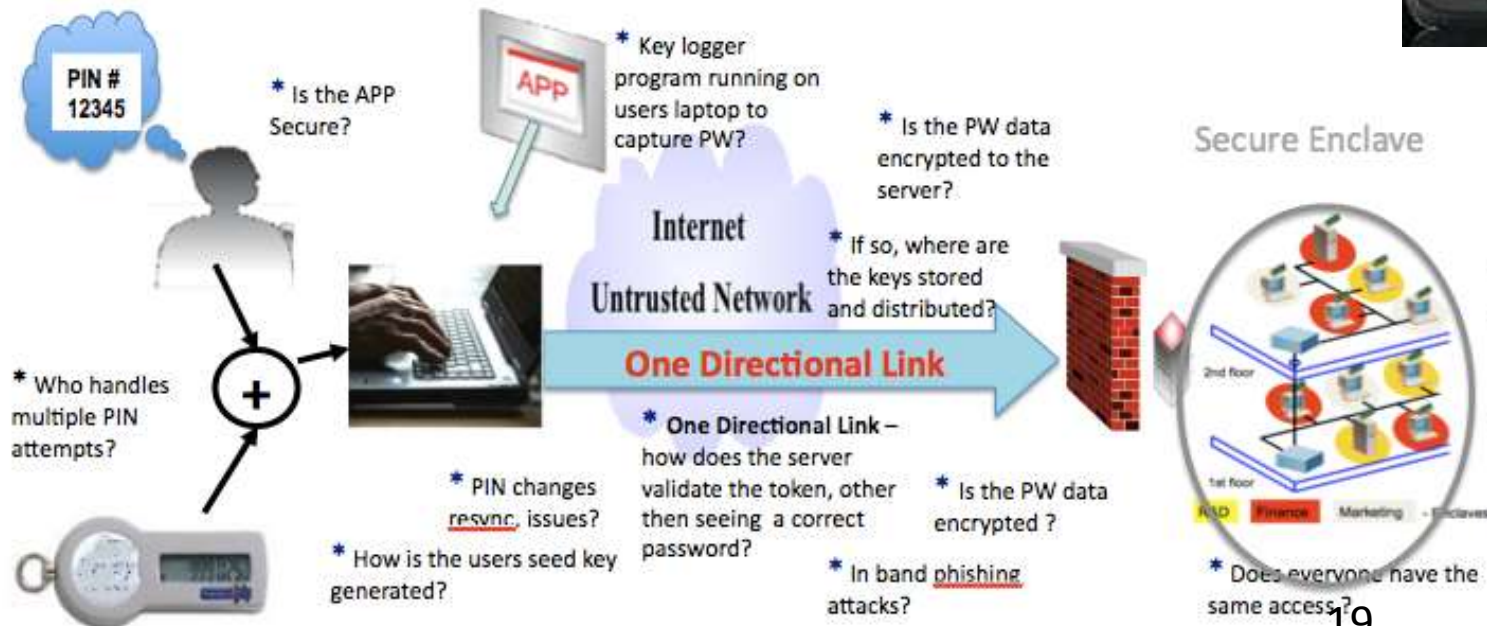 PIN #
12345
* Is the APP
Secure?
APP
* Key logger
program running on
users laptop to
capture PW?
* Is the PW data
encrypted to the
server?
Secure Enclave
Internet
Untrusted Network
* If so, where are
the keys stored
and distributed?
One Directional Link
* Who handles
multiple PIN
attempts?
+
* PIN changes
resync, issues?
* How is the users seed key
generated?
* One Directional Link –
how does the server
validate the token, other
then seeing a correct
password?
* Is the PW data
encrypted ?
* In band phishing
attacks?
2nd floor
1st floor
R&D Finance Marketing - Enclaves
* Does everyone have the
same access?
19